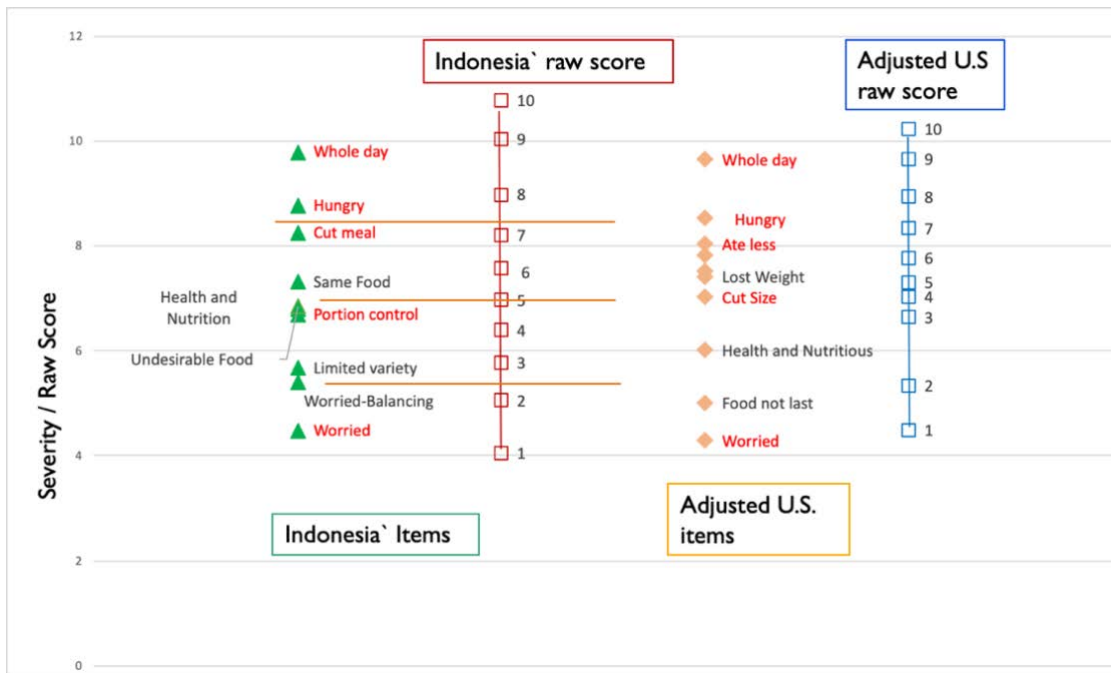 12
Indonesia` raw score
Adjusted U.S
raw score
10
10
10
9
Whole day
9
Whole day
8
8
Hungry
Hungry
8
7
7
Cut meal
Ate less
6
6
Same Food
Lost Weight
5
5
Health and
Nutrition
Cut Size
4
Portion control
4
3
6
Undesirable Food
Health and Nutritious
Limited variety
3
2
Worried-Balancing
2
Food not last
Worried
1
Worried
1
4
Adjusted U.S.
items
Indonesia` Items
2
0
Severity / Raw Score